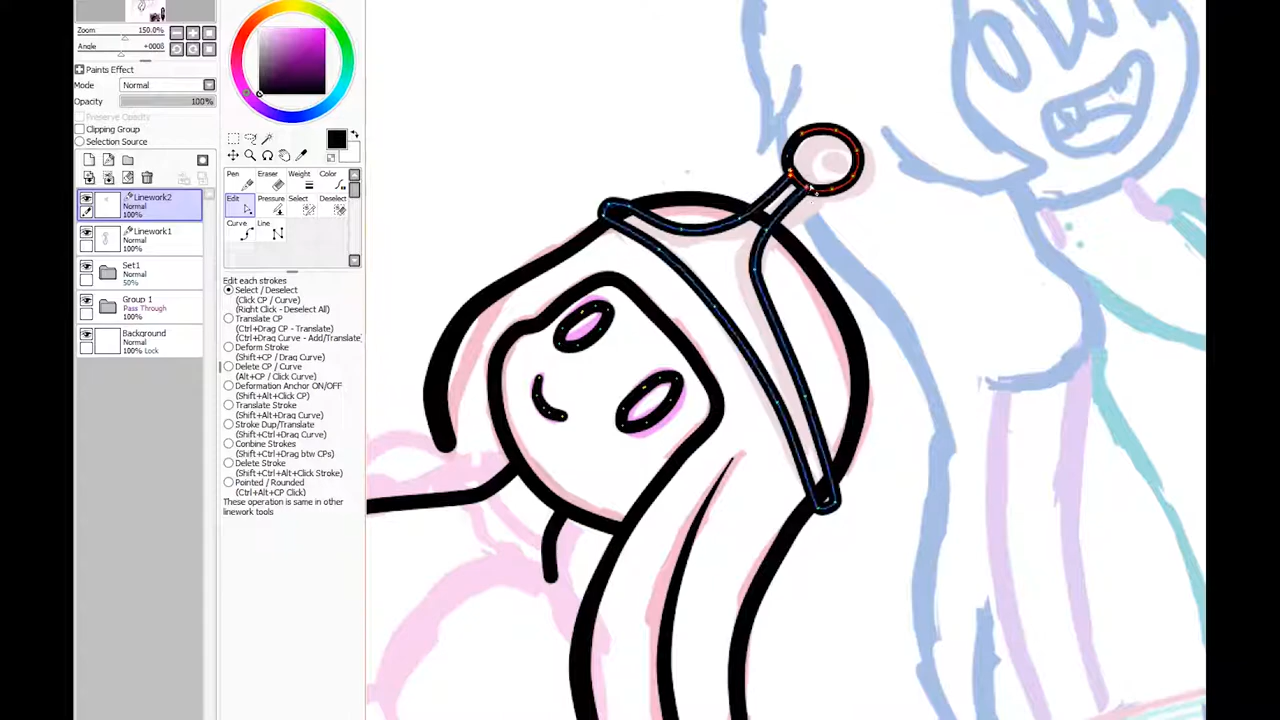 Zoom 150.0%
Angle +0008
Paints Effect
Mode Normal
Opacity 100%
Preserve Opacity
Clipping Group
Selection Source
Linework2
Normal
100%
Linework1
Normal
100%
Set1
Normal
50%
Group 1
Pass Through
100%
Background
Normal
100% Lock
Pen Eraser Weight Color
Edit Pressure Select Deselect
Curve Line
Edit each strokes
Select / Deselect
(Click CP / Curve)
(Right Click - Deselect All)
Translate CP
(Ctrl+Drag CP - Translate)
(Ctrl+Drag Curve - Add/Translate)
Deform Stroke
(Shift+CP / Drag Curve)
Delete CP / Curve
(Alt+CP / Click Curve)
Deformation Anchor ON/OFF
(Shift+Alt+Click CP)
Translate Stroke
(Shift+Alt+Drag Curve)
Stroke Dup/Translate
(Shift+Ctrl+Drag Curve)
Conbine Strokes
(Shift+Ctrl+Drag btw CPs)
Delete Stroke
(Shift+Ctrl+Alt+Click Stroke)
Pointed / Rounded
(Ctrl+Alt+CP Click)
These operation is same in other
linework tools